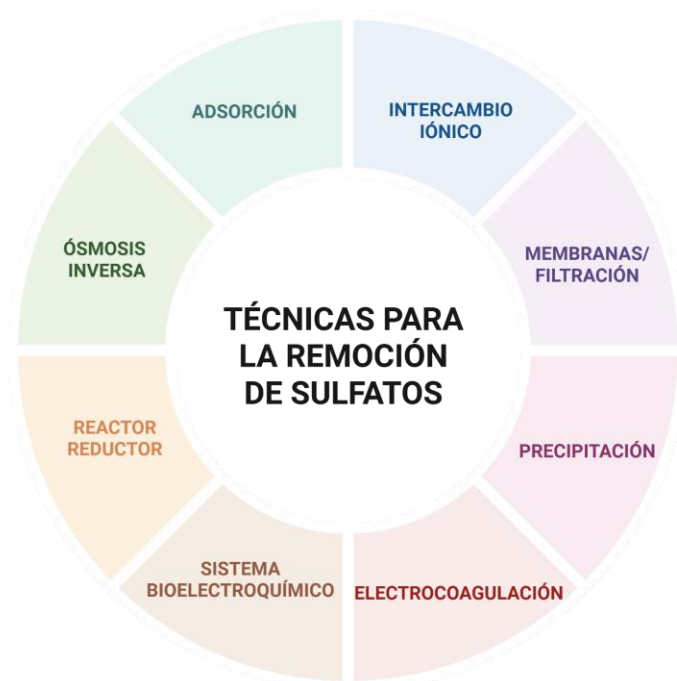 ADSORCIÓN
INTERCAMBIO
IÓNICO
MEMBRANAS/
FILTRACIÓN
PRECIPITACIÓN
ELECTROCOAGULACIÓN
SISTEMA
BIOELECTROQUÍMICO
REACTOR
REDUCTOR
ÓSMOSIS
INVERSA
TÉCNICAS PARA
LA REMOCIÓN
DE SULFATOS